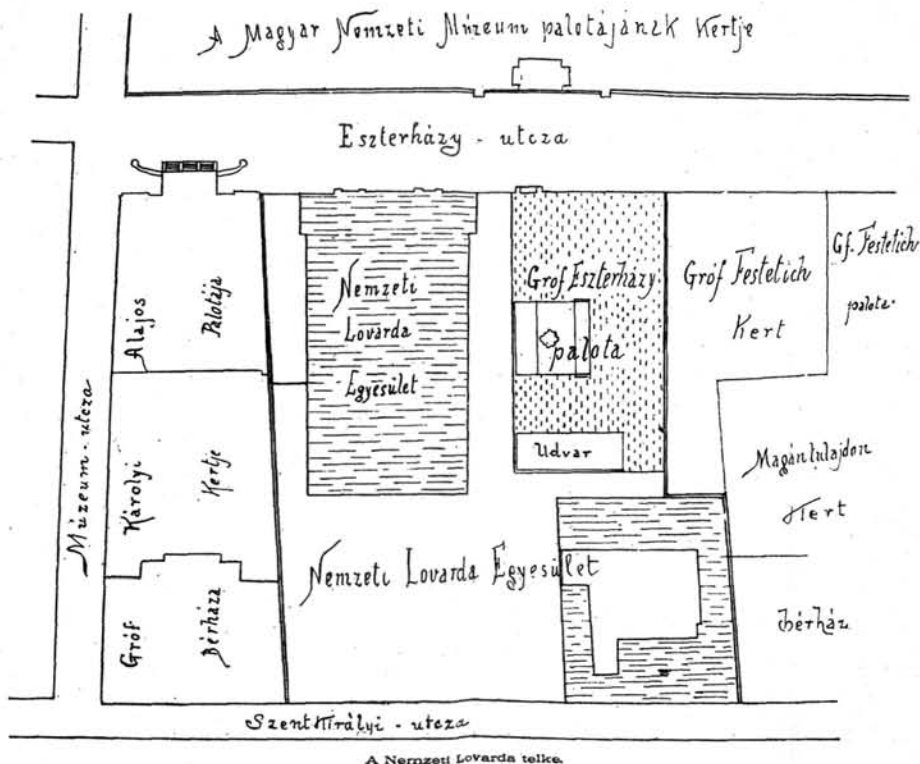 A Magyar Nemzeti Múzeum palotájának Kertje
Eszterházy - utcza
Múzeum - utcza
Alajos
Palotája
Károlyi
Kertje
Gróf
Bérháza
Nemzeti
Lovarda
Egyesület
Gróf Eszterházy
palota
Udvar
Gróf Festetich
Kert
Gf. Festetich
palota.
Magántulajdon
Kert
Bérház
Nemzeti Lovarda Egyesület
Szentkirályi - utcza
A Nemzeti Lovarda telke.